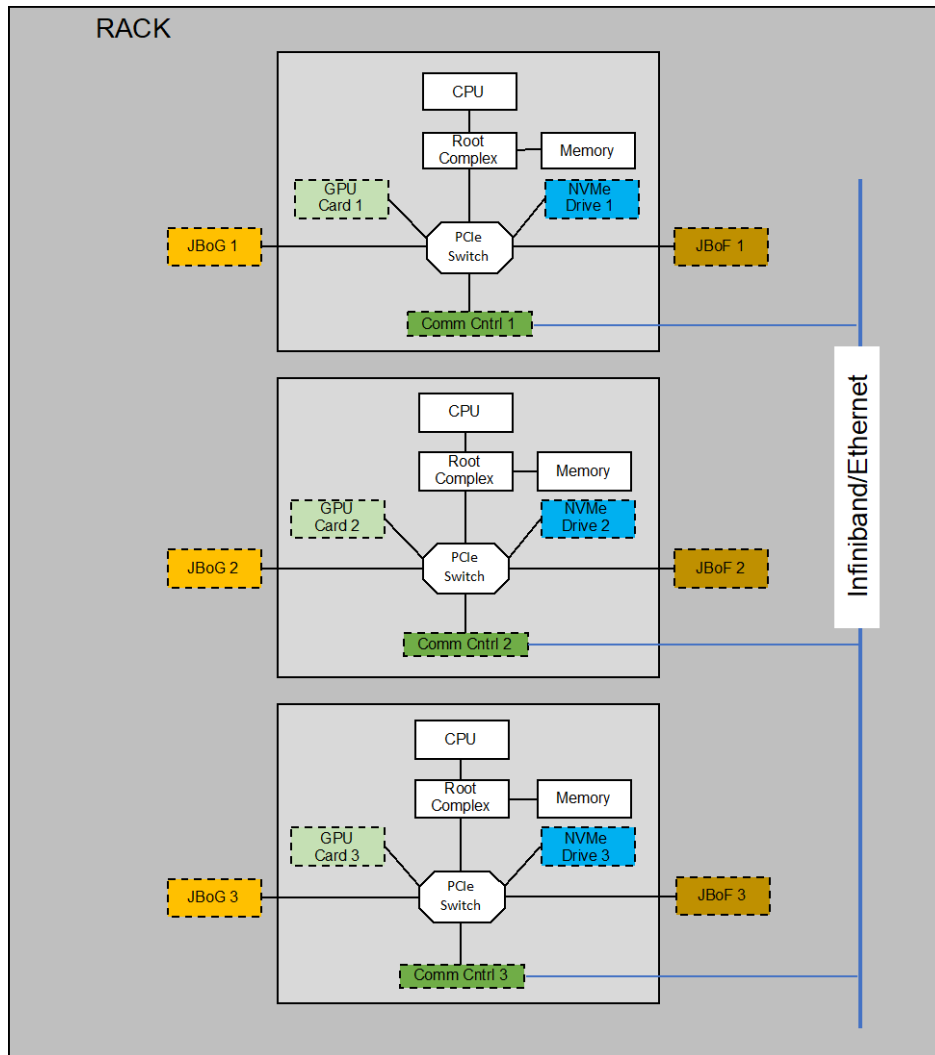 RACK
CPU
Root
Complex
Memory
GPU
Card 1
NVMe
Drive 1
JBoG 1
PCIe
Switch
JBoF 1
Comm Cntrl 1
CPU
Root
Complex
Memory
GPU
Card 2
NVMe
Drive 2
JBoG 2
PCIe
Switch
JBoF 2
Comm Cntrl 2
CPU
Root
Complex
Memory
GPU
Card 3
NVMe
Drive 3
JBoG 3
PCIe
Switch
JBoF 3
Comm Cntrl 3
Infiniband/Ethernet